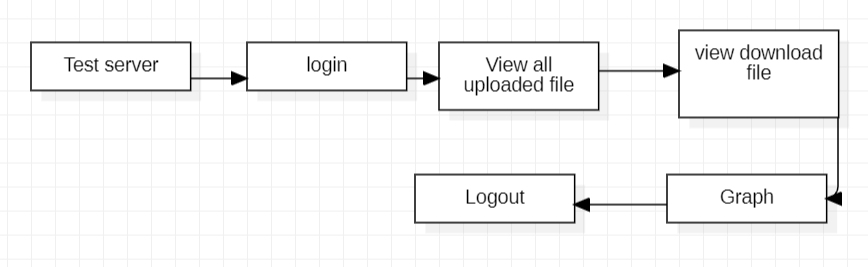 Test server
login
View all
uploaded file
view download
file
Graph
Logout